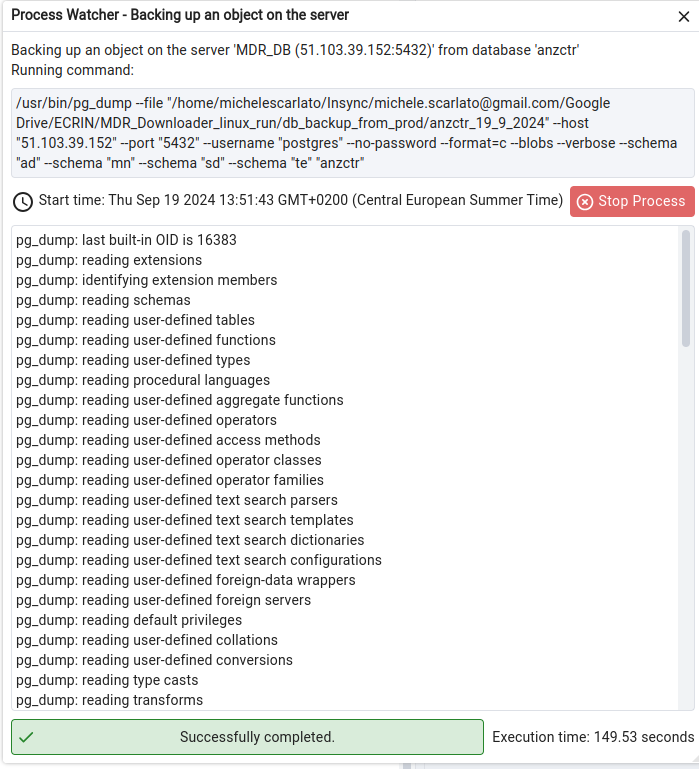 Process Watcher - Backing up an object on the server
Backing up an object on the server 'MDR_DB (51.103.39.152:5432)' from database 'anzctr'
Running command:
/usr/bin/pg_dump --file "/home/michelescarlato/Insync/michele.scarlato@gmail.com/Google
Drive/ECRIN/MDR_Downloader_linux_run/db_backup_from_prod/anzctr_19_9_2024" --host
"51.103.39.152" --port "5432" --username "postgres" --no-password --format=c --blobs --verbose --schema
"ad" --schema "mn" --schema "sd" --schema "te" "anzctr"
Start time: Thu Sep 19 2024 13:51:43 GMT+0200 (Central European Summer Time)
Stop Process
pg_dump: last built-in OID is 16383
pg_dump: reading extensions
pg_dump: identifying extension members
pg_dump: reading schemas
pg_dump: reading user-defined tables
pg_dump: reading user-defined functions
pg_dump: reading user-defined types
pg_dump: reading procedural languages
pg_dump: reading user-defined aggregate functions
pg_dump: reading user-defined operators
pg_dump: reading user-defined access methods
pg_dump: reading user-defined operator classes
pg_dump: reading user-defined operator families
pg_dump: reading user-defined text search parsers
pg_dump: reading user-defined text search templates
pg_dump: reading user-defined text search dictionaries
pg_dump: reading user-defined text search configurations
pg_dump: reading user-defined foreign-data wrappers
pg_dump: reading user-defined foreign servers
pg_dump: reading default privileges
pg_dump: reading user-defined collations
pg_dump: reading user-defined conversions
pg_dump: reading type casts
pg_dump: reading transforms
Successfully completed.
Execution time: 149.53 seconds